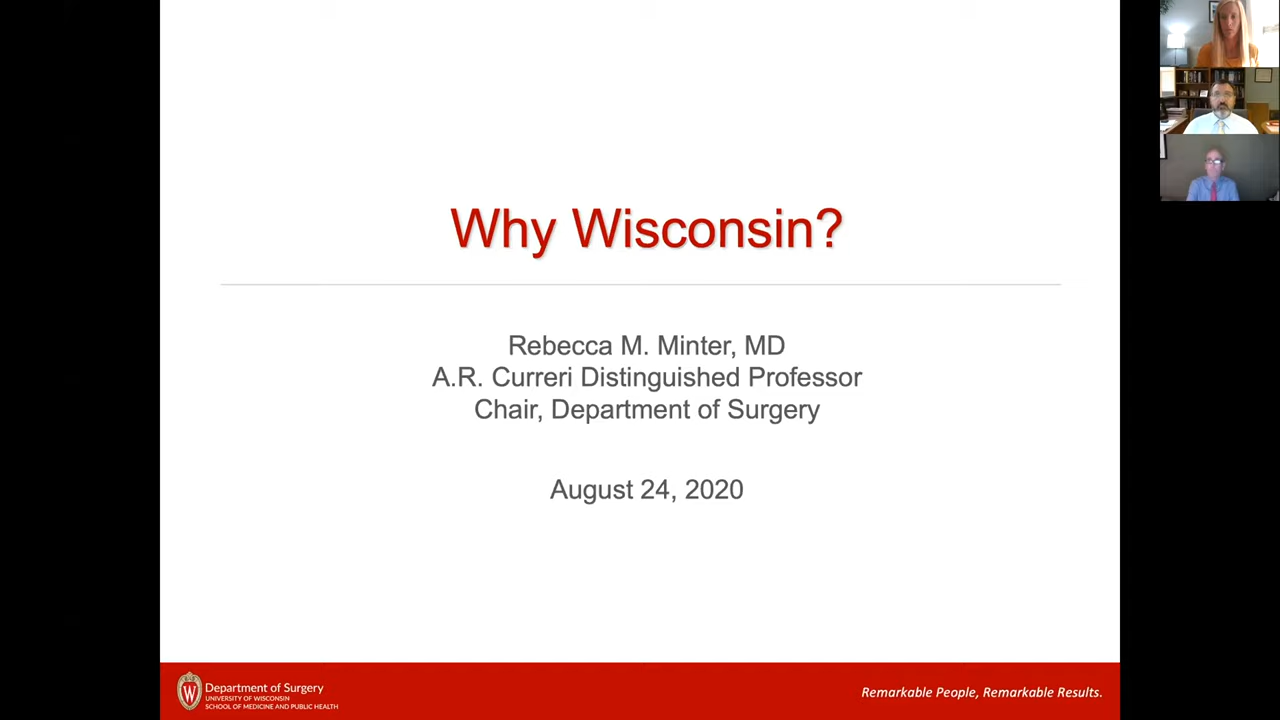 Why Wisconsin?
Rebecca M. Minter, MD
A.R. Curreri Distinguished Professor
Chair, Department of Surgery
August 24, 2020
W
Department of Surgery
UNIVERSITY OF WISCONSIN
SCHOOL OF MEDICINE AND PUBLIC HEALTH
Remarkable People, Remarkable Results.